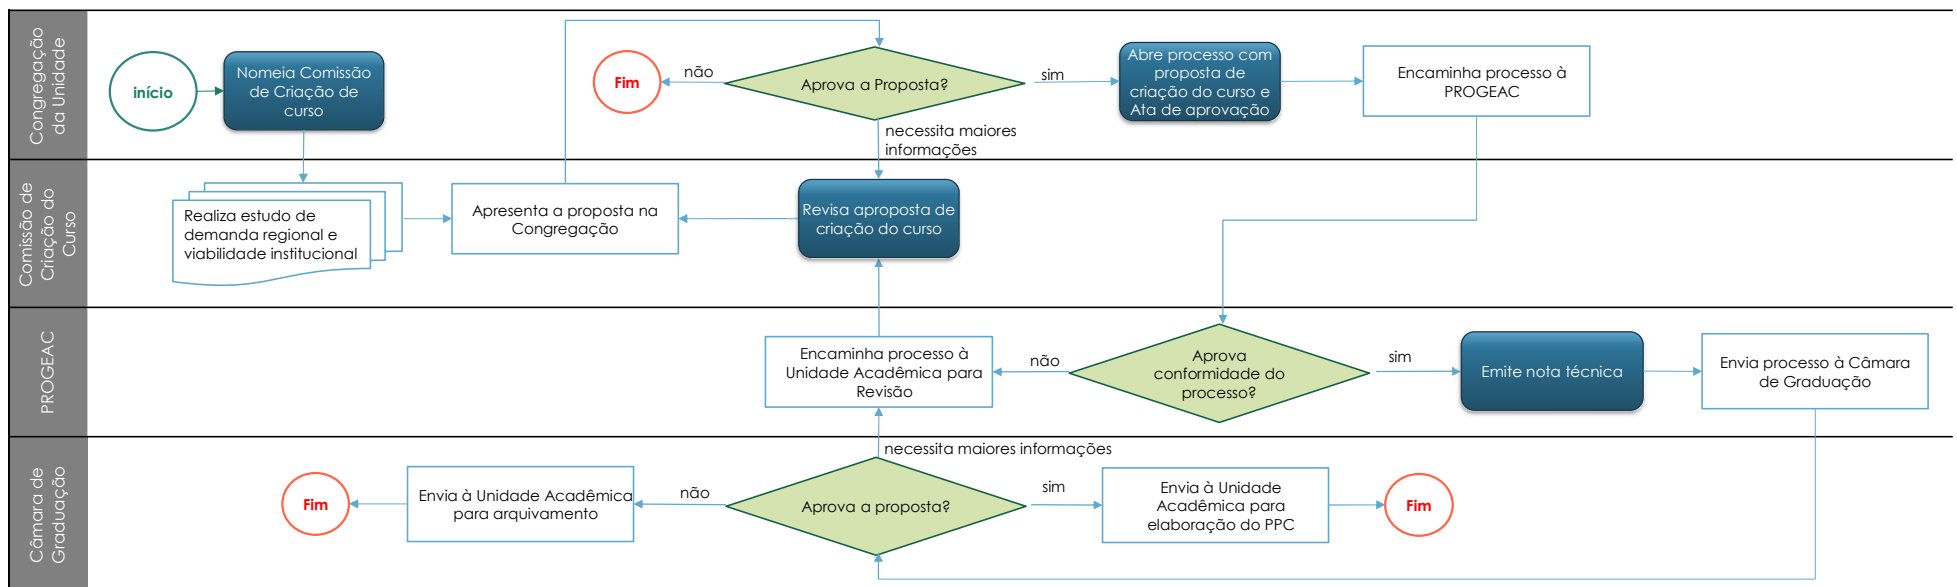 Congregação
da Unidade
início
Nomeia Comissão
de Criação de
curso
Fim
não
Aprova a Proposta?
sim
necessita maiores
informações
Abre processo com
proposta de
criação do curso e
Ata de aprovação
Encaminha processo à
PROGEAC
Comissão de
Criação do
Curso
Realiza estudo de
demanda regional e
viabilidade institucional
Apresenta a proposta na
Congregação
Revisa aproposta de
criação do curso
PROGEAC
Encaminha processo à
Unidade Acadêmica para
Revisão
não
Aprova
conformidade do
processo?
sim
Emite nota técnica
Envia processo à Câmara
de Graduação
Câmara de
Graduação
necessita maiores informações
Fim
Envia à Unidade Acadêmica
para arquivamento
não
Aprova a proposta?
sim
Envia à Unidade
Acadêmica para
elaboração do PPC
Fim